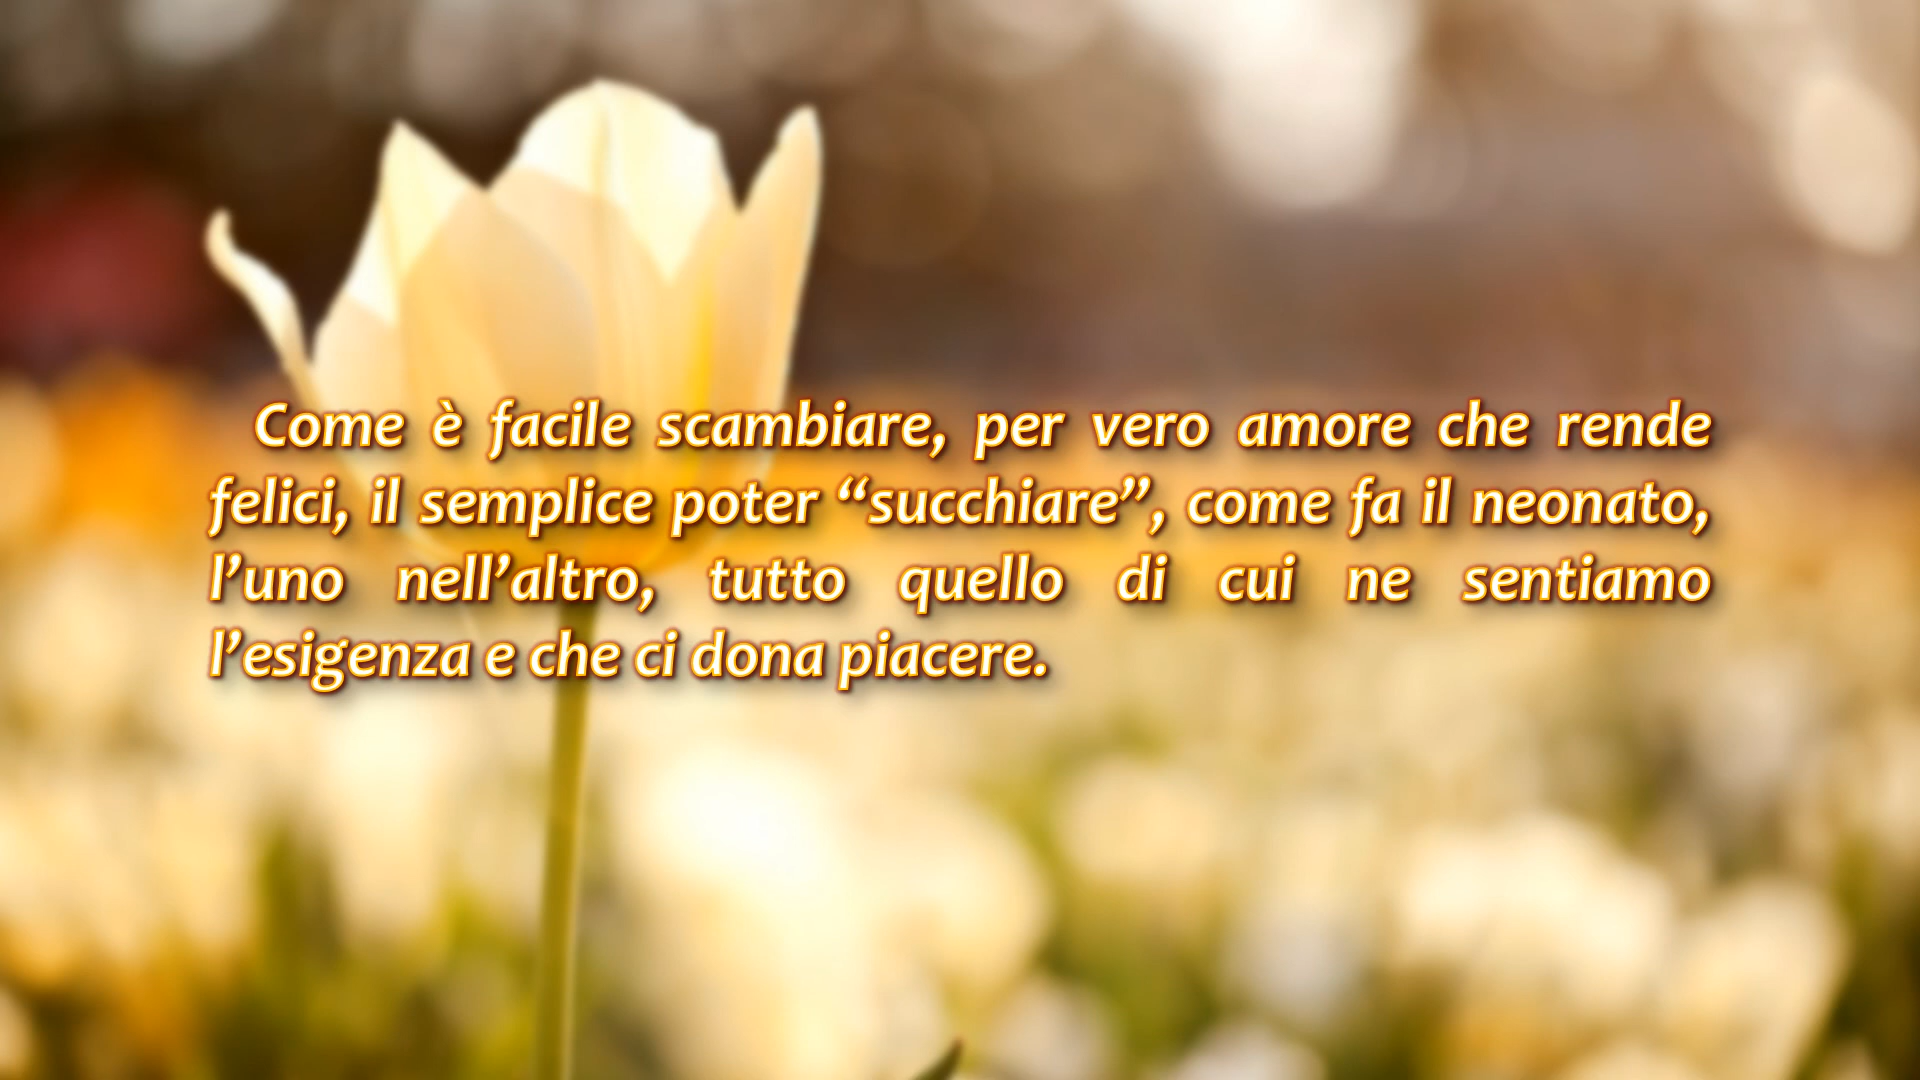 Come è facile scambiare, per vero amore che rende
felici, il semplice poter “succhiare”, come fa il neonato,
l’uno nell’altro, tutto quello di cui ne sentiamo
l’esigenza e che ci dona piacere.